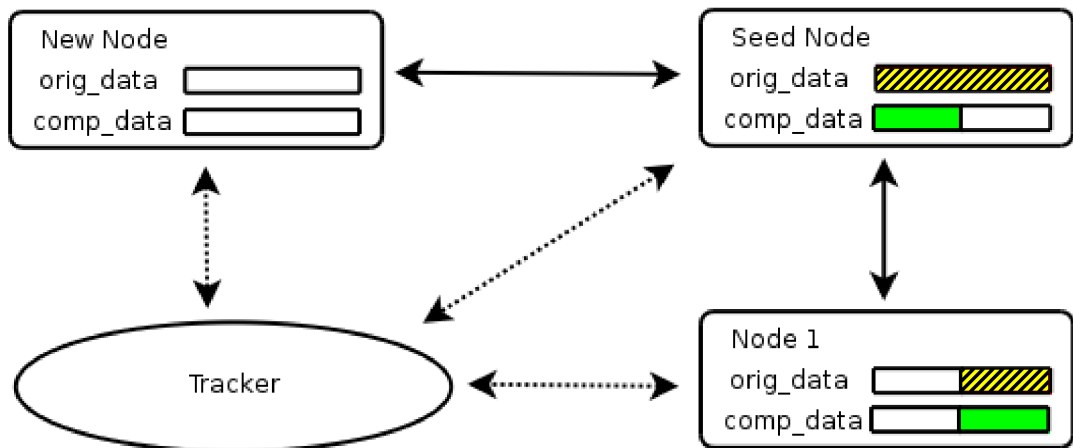 New Node
orig_data
comp_data
Seed Node
orig_data
comp_data
Tracker
Node 1
orig_data
comp_data